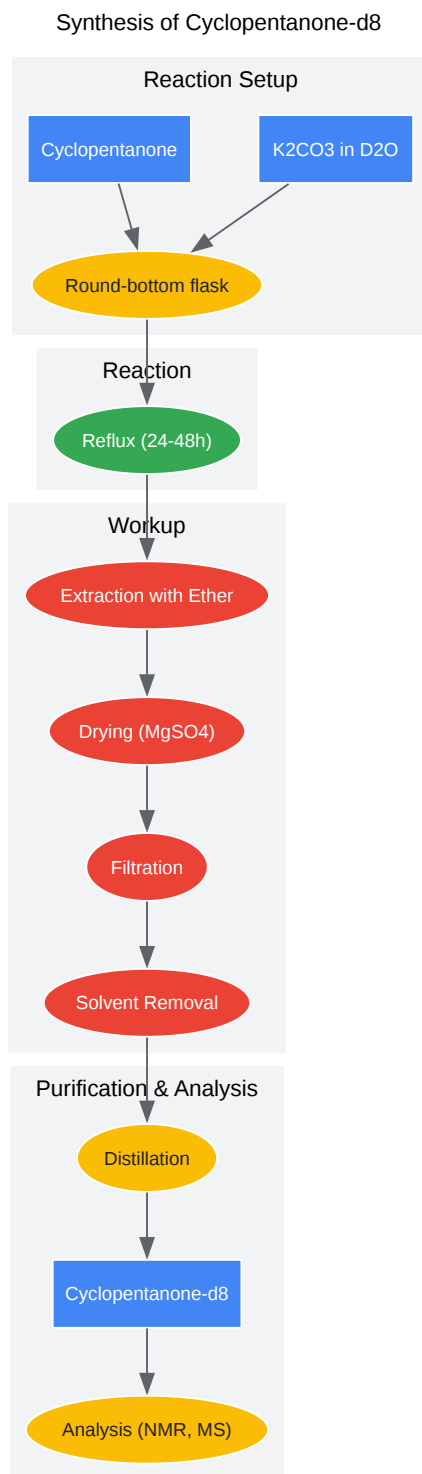 Synthesis of Cyclopentanone-d8
Reaction Setup
Cyclopentanone
K2CO3 in D2O
Round-bottom flask
Reaction
Reflux (24-48h)
Workup
Extraction with Ether
Drying (MgSO4)
Filtration
Solvent Removal
Purification & Analysis
Distillation
Cyclopentanone-d8
Analysis (NMR, MS)